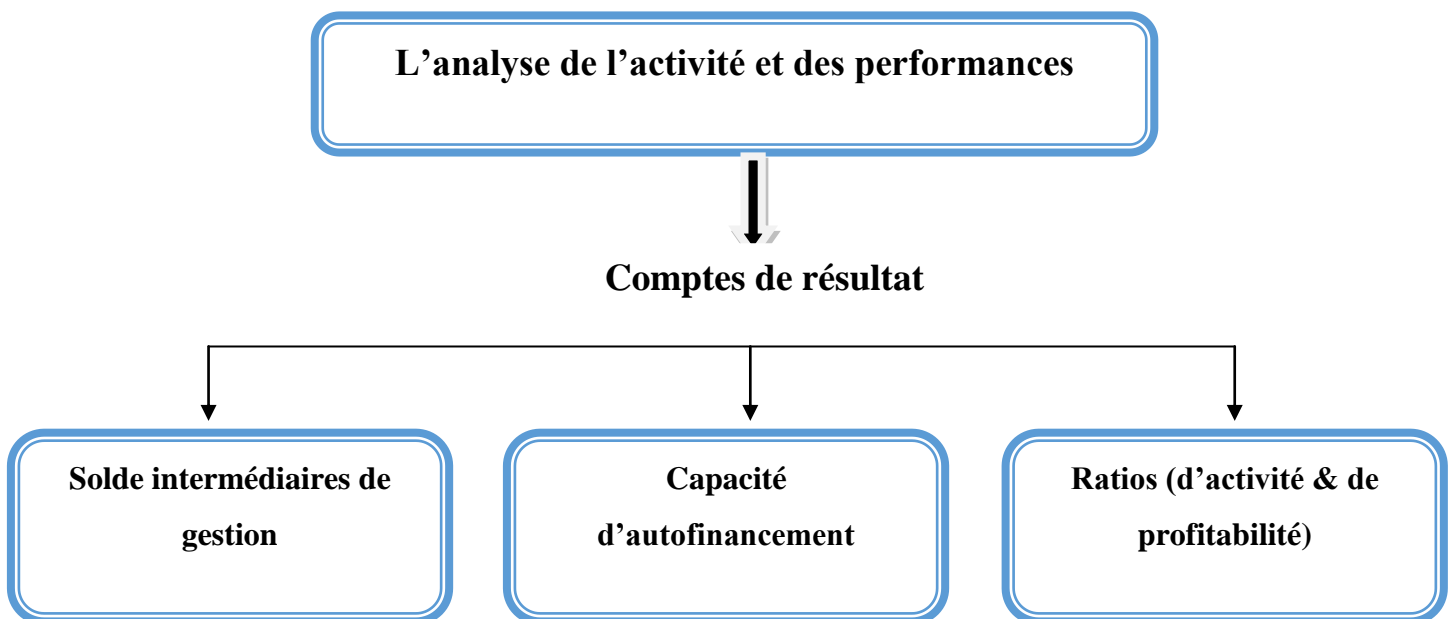 L’analyse de l’activité et des performances
Comptes de résultat
Solde intermédiaires de
gestion
Capacité
d’autofinancement
Ratios (d’activité & de
profitabilité)